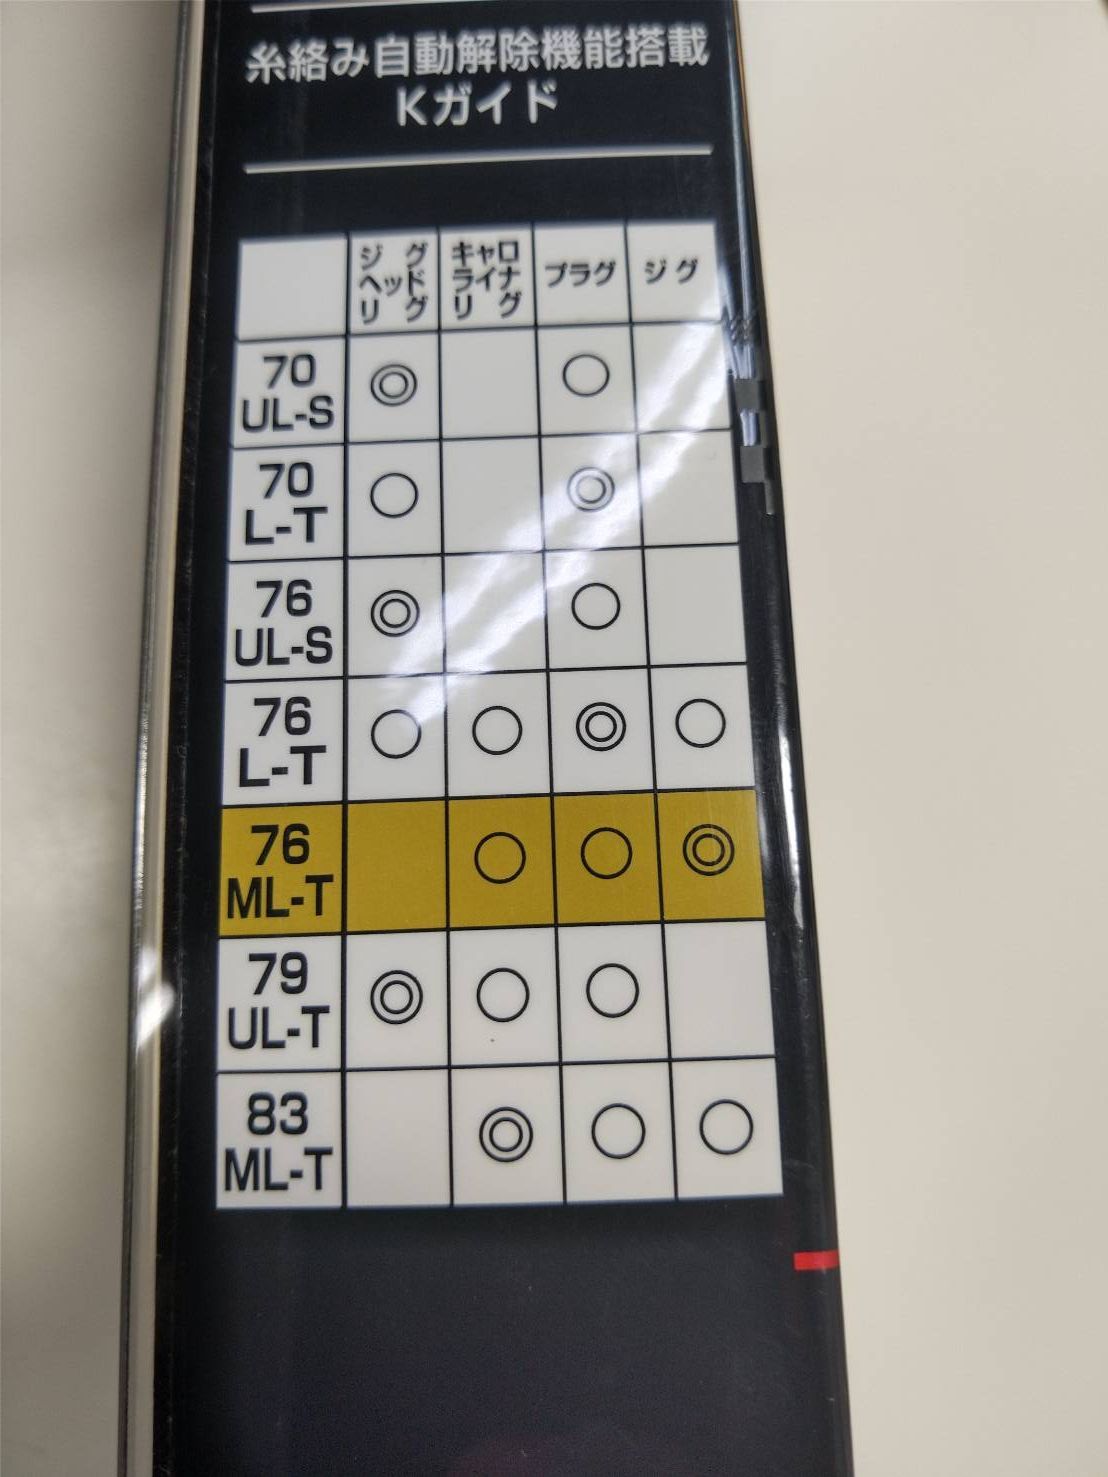 糸絡み自動解除機能搭載
Kガイド
ジグヘッドリグ キャロライナリグ プラグ ジグ
70 UL-S ◎ ○
70 L-T ○ ◎
76 UL-S ◎ ○
76 L-T ○ ○ ◎ ○
76 ML-T ○ ○ ◎
79 UL-T ◎ ○ ○
83 ML-T ◎ ○ ○